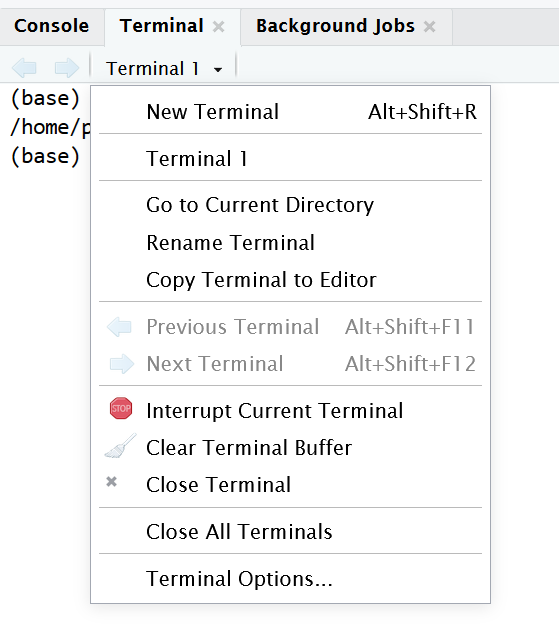 Console Terminal Background Jobs
Terminal 1
(base)
/home/p
(base)
New Terminal Alt+Shift+R
Terminal 1
Go to Current Directory
Rename Terminal
Copy Terminal to Editor
Previous Terminal Alt+Shift+F11
Next Terminal Alt+Shift+F12
STOP Interrupt Current Terminal
Clear Terminal Buffer
Close Terminal
Close All Terminals
Terminal Options...